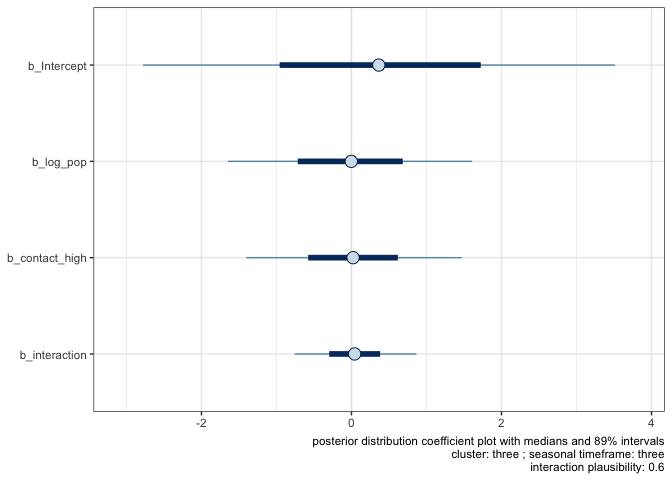 b_Intercept
b_log_pop
b_contact_high
b_interaction
-2
0
2
4
posterior distribution coefficient plot with medians and 89% intervals
cluster: three ; seasonal timeframe: three
interaction plausibility: 0.6